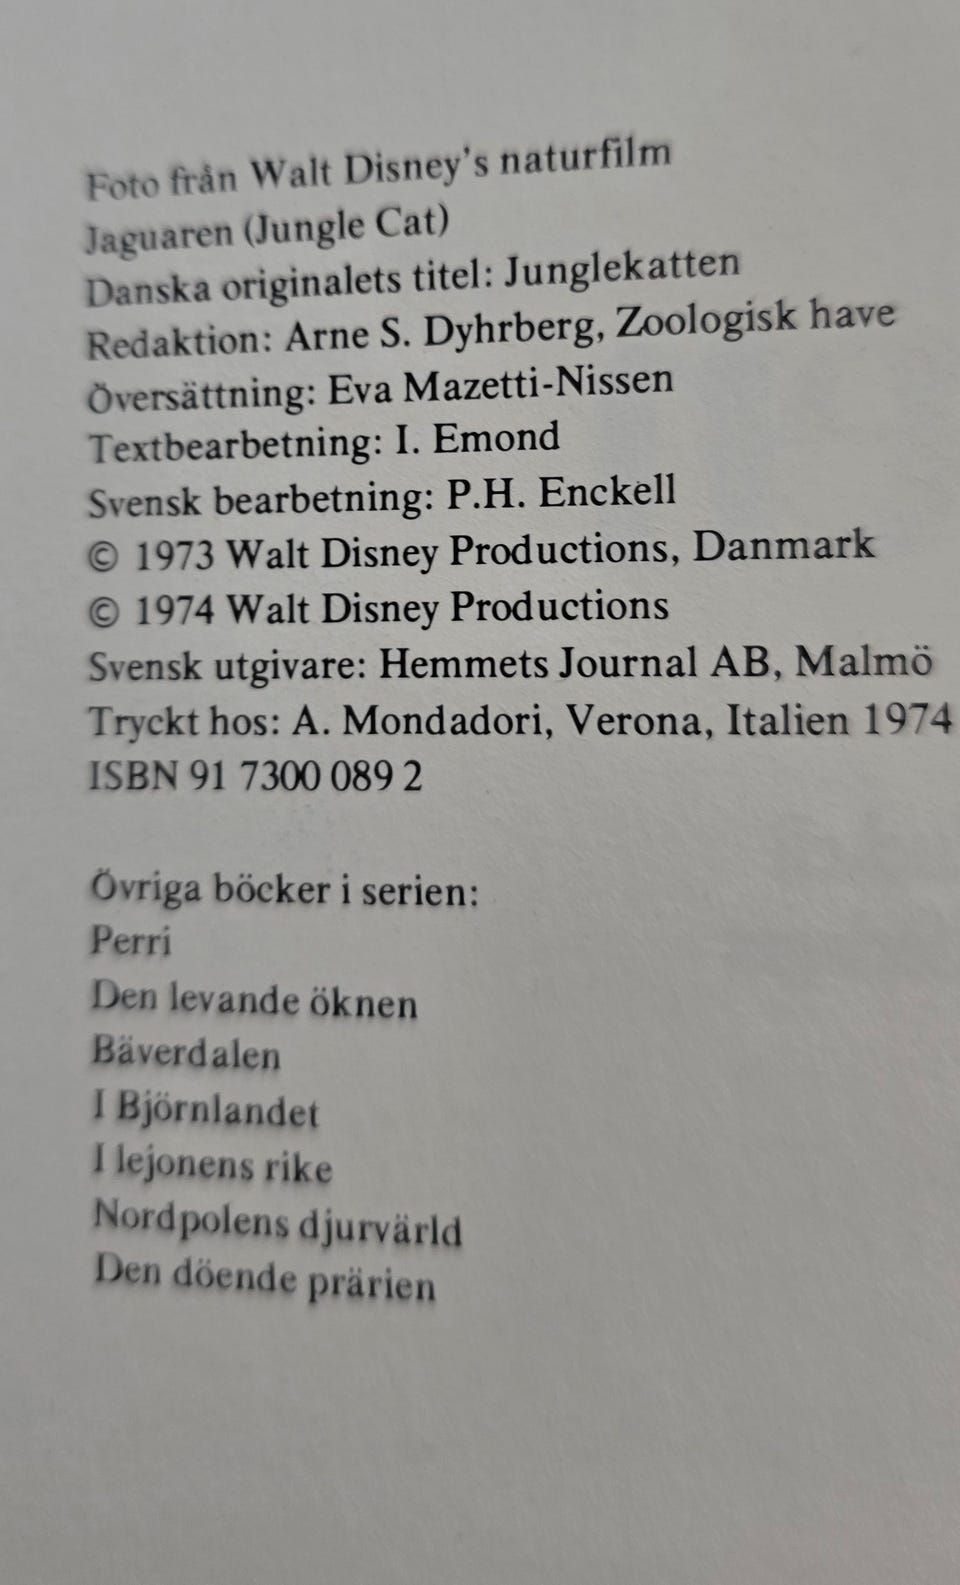 Foto från Walt Disney's naturfilm
Jaguaren (Jungle Cat)
Danska originalets titel: Junglekatten
Redaktion: Arne S. Dyhrberg, Zoologisk have
Översättning: Eva Mazetti-Nissen
Textbearbetning: I. Emond
Svensk bearbetning: P.H. Enckell
© 1973 Walt Disney Productions, Danmark
© 1974 Walt Disney Productions
Svensk utgivare: Hemmets Journal AB, Malmö
Tryckt hos: A. Mondadori, Verona, Italien 1974
ISBN 91 7300 089 2
Övriga böcker i serien:
Perri
Den levande öknen
Bäverdalen
I Björnlandet
I lejonens rike
Nordpolens djurvärld
Den döende prärien